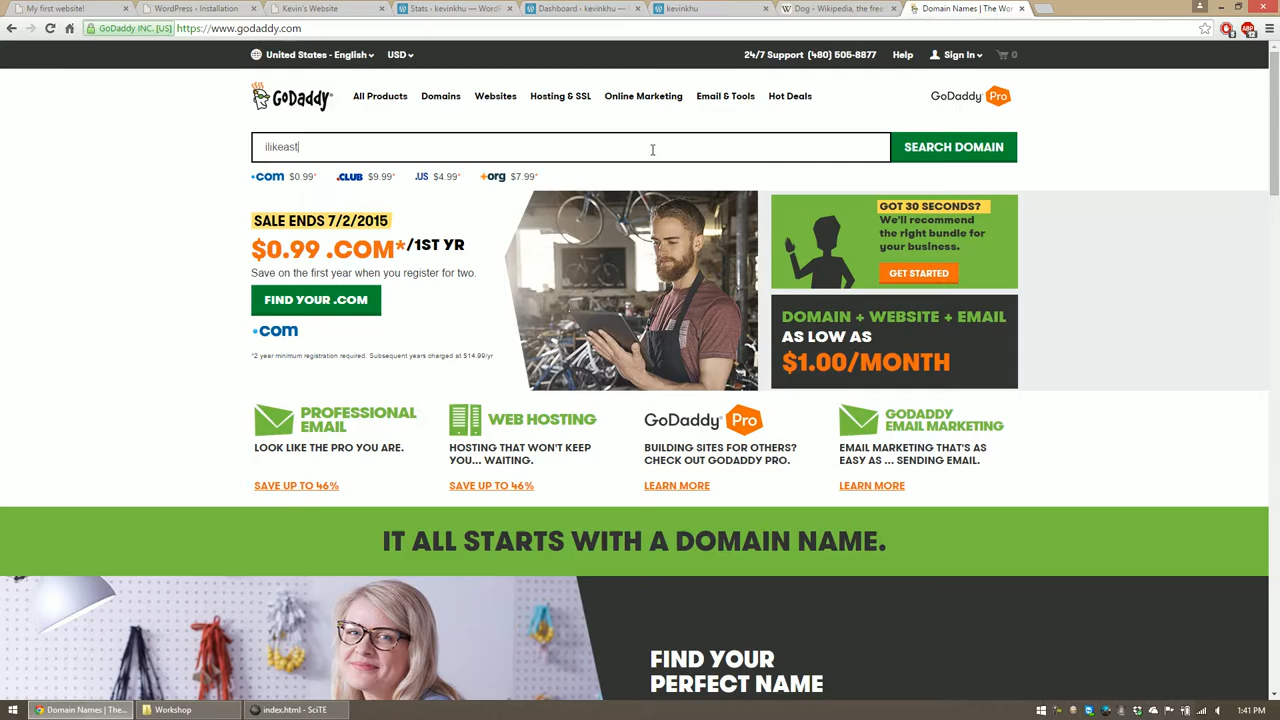 My first website!
WordPress › Installation
Kevin's Website
Stats ‹ kevinkhu — WordP
Dashboard ‹ kevinkhu —
kevinkhu
Dog - Wikipedia, the free
Domain Names | The Wor
GoDaddy INC. [US] https://www.godaddy.com
United States - English
USD
24/7 Support (480) 505-8877
Help
Sign In
0
GoDaddy
All Products
Domains
Websites
Hosting & SSL
Online Marketing
Email & Tools
Hot Deals
GoDaddy Pro
ilikeast
SEARCH DOMAIN
.com $0.99*
.CLUB $9.99*
.US $4.99*
.org $7.99*
SALE ENDS 7/2/2015
$0.99 .COM*/1ST YR
Save on the first year when you register for two.
FIND YOUR .COM
.com
*2 year minimum registration required. Subsequent years charged at $14.99/yr
GOT 30 SECONDS?
We'll recommend
the right bundle for
your business.
GET STARTED
DOMAIN + WEBSITE + EMAIL
AS LOW AS
$1.00/MONTH
PROFESSIONAL
EMAIL
LOOK LIKE THE PRO YOU ARE.
SAVE UP TO 46%
WEB HOSTING
HOSTING THAT WON'T KEEP
YOU... WAITING.
SAVE UP TO 46%
GoDaddy Pro
BUILDING SITES FOR OTHERS?
CHECK OUT GODADDY PRO.
LEARN MORE
GODADDY
EMAIL MARKETING
EMAIL MARKETING THAT'S AS
EASY AS ... SENDING EMAIL.
LEARN MORE
IT ALL STARTS WITH A DOMAIN NAME.
FIND YOUR
PERFECT NAME
Domain Names | The...
Workshop
index.html - SciTE
1:41 PM